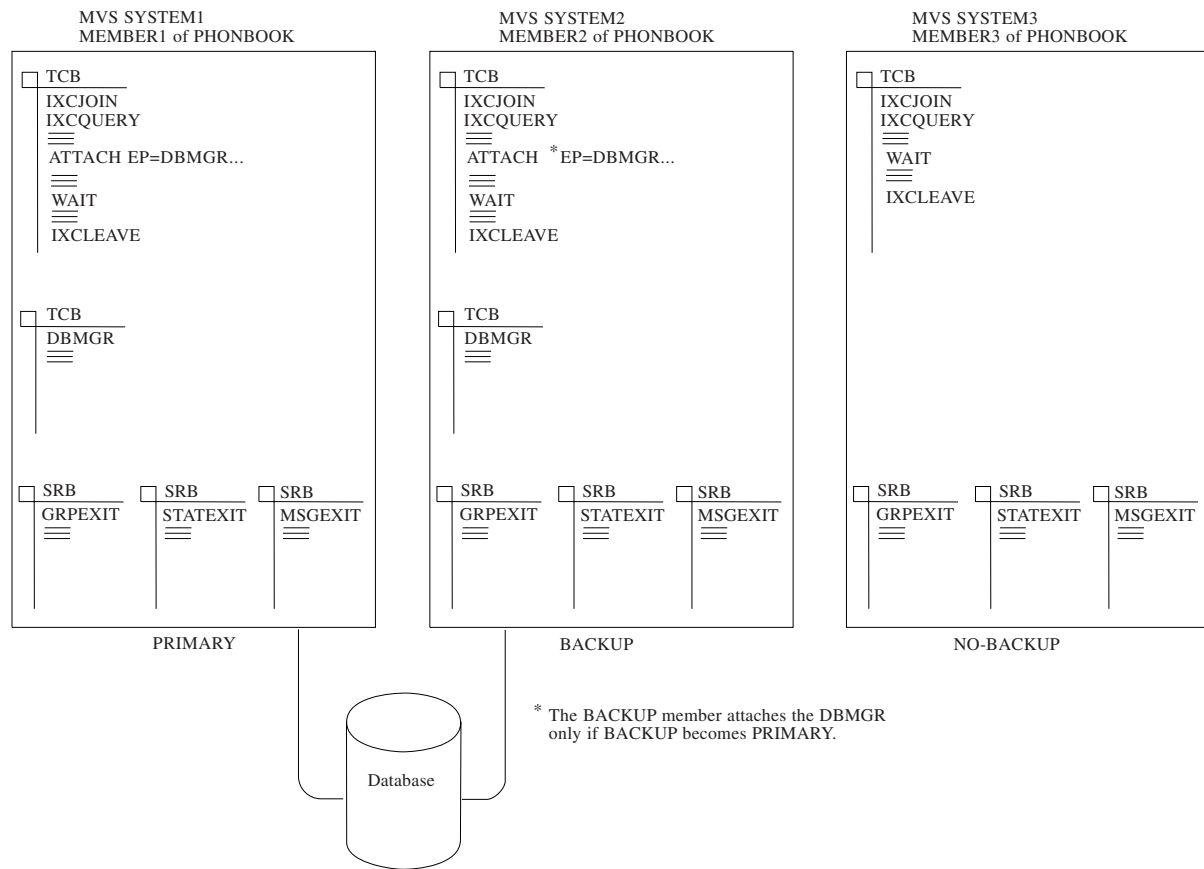 MVS SYSTEM1
MEMBER1 of PHONBOOK
TCB
IXCJOIN
IXCQUERY
ATTACH EP=DBMGR...
WAIT
IXCLEAVE
TCB
DBMGR
SRB
GRPEXIT
SRB
STATEXIT
SRB
MSGEXIT
PRIMARY
MVS SYSTEM2
MEMBER2 of PHONBOOK
TCB
IXCJOIN
IXCQUERY
ATTACH *EP=DBMGR...
WAIT
IXCLEAVE
TCB
DBMGR
SRB
GRPEXIT
SRB
STATEXIT
SRB
MSGEXIT
BACKUP
MVS SYSTEM3
MEMBER3 of PHONBOOK
TCB
IXCJOIN
IXCQUERY
WAIT
IXCLEAVE
SRB
GRPEXIT
SRB
STATEXIT
SRB
MSGEXIT
NO-BACKUP
* The BACKUP member attaches the DBMGR
only if BACKUP becomes PRIMARY.
Database